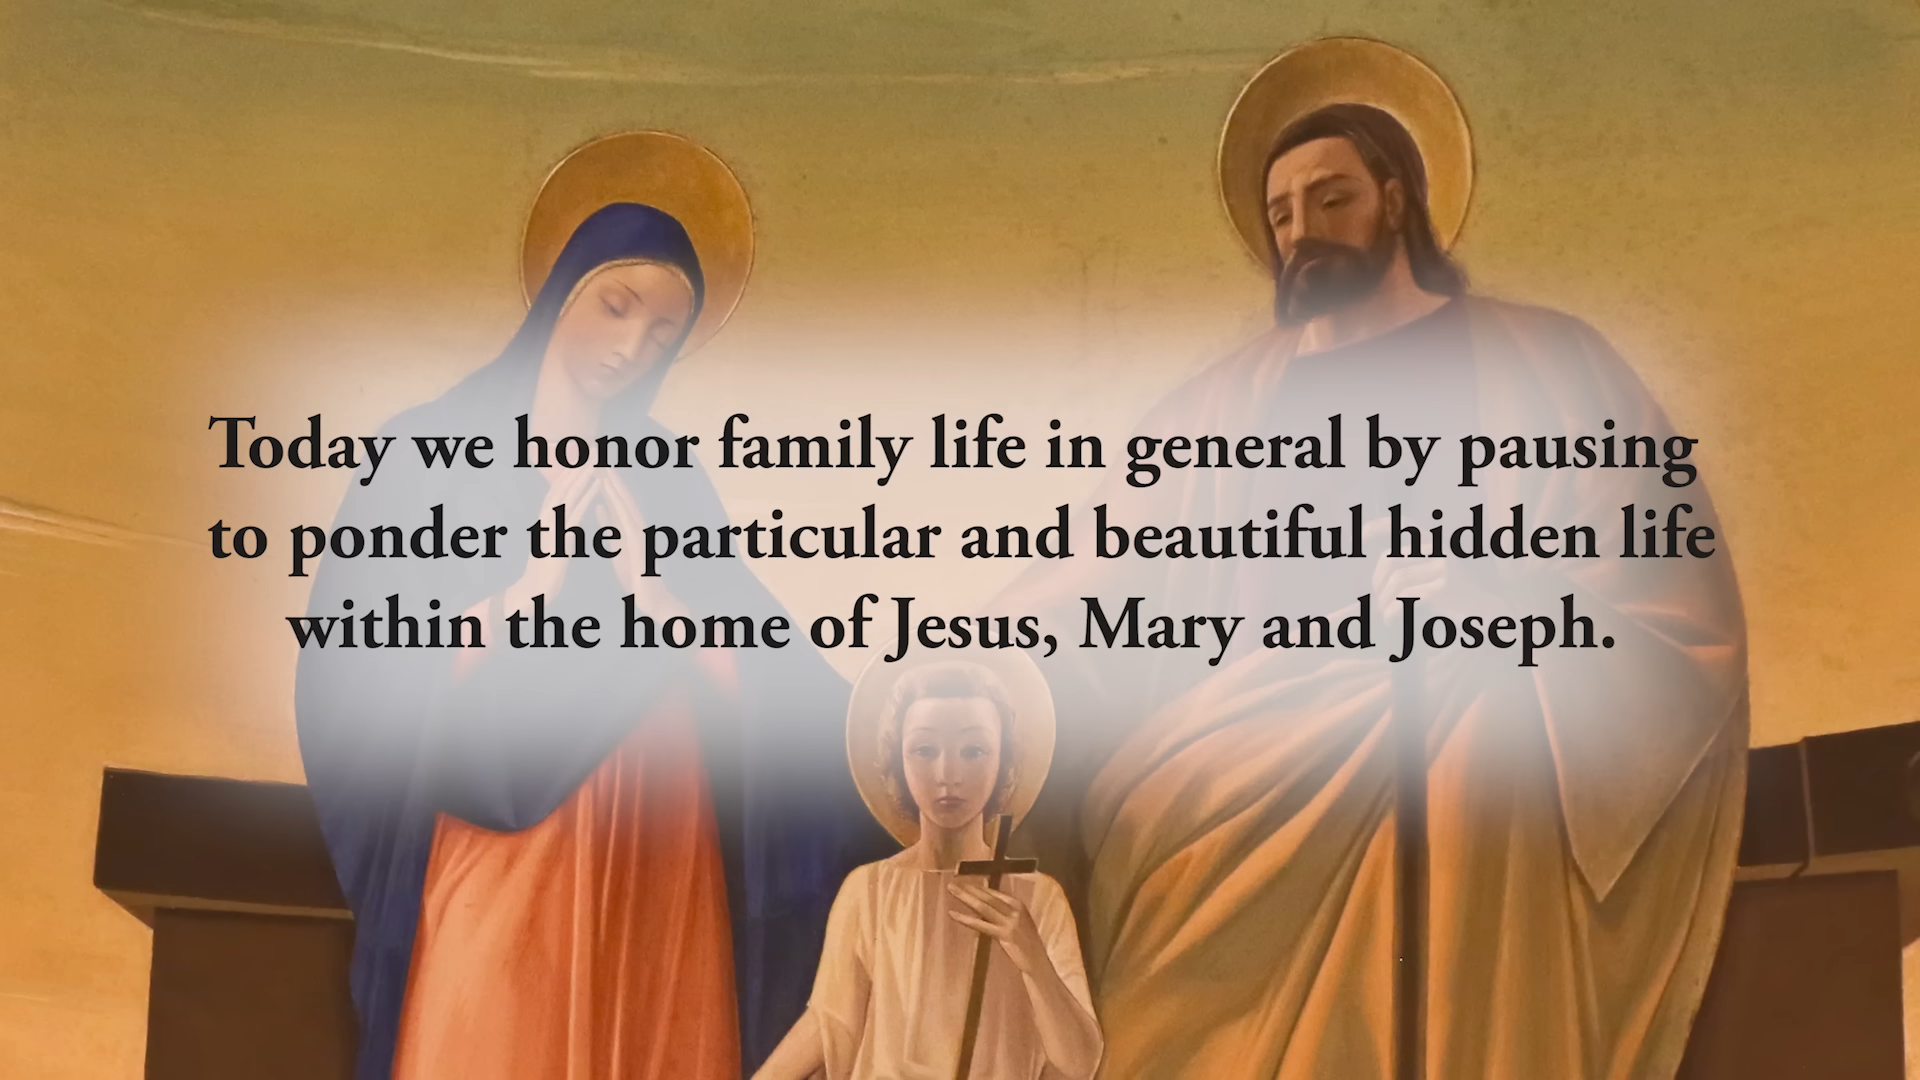 Today we honor family life in general by pausing
to ponder the particular and beautiful hidden life
within the home of Jesus, Mary and Joseph.